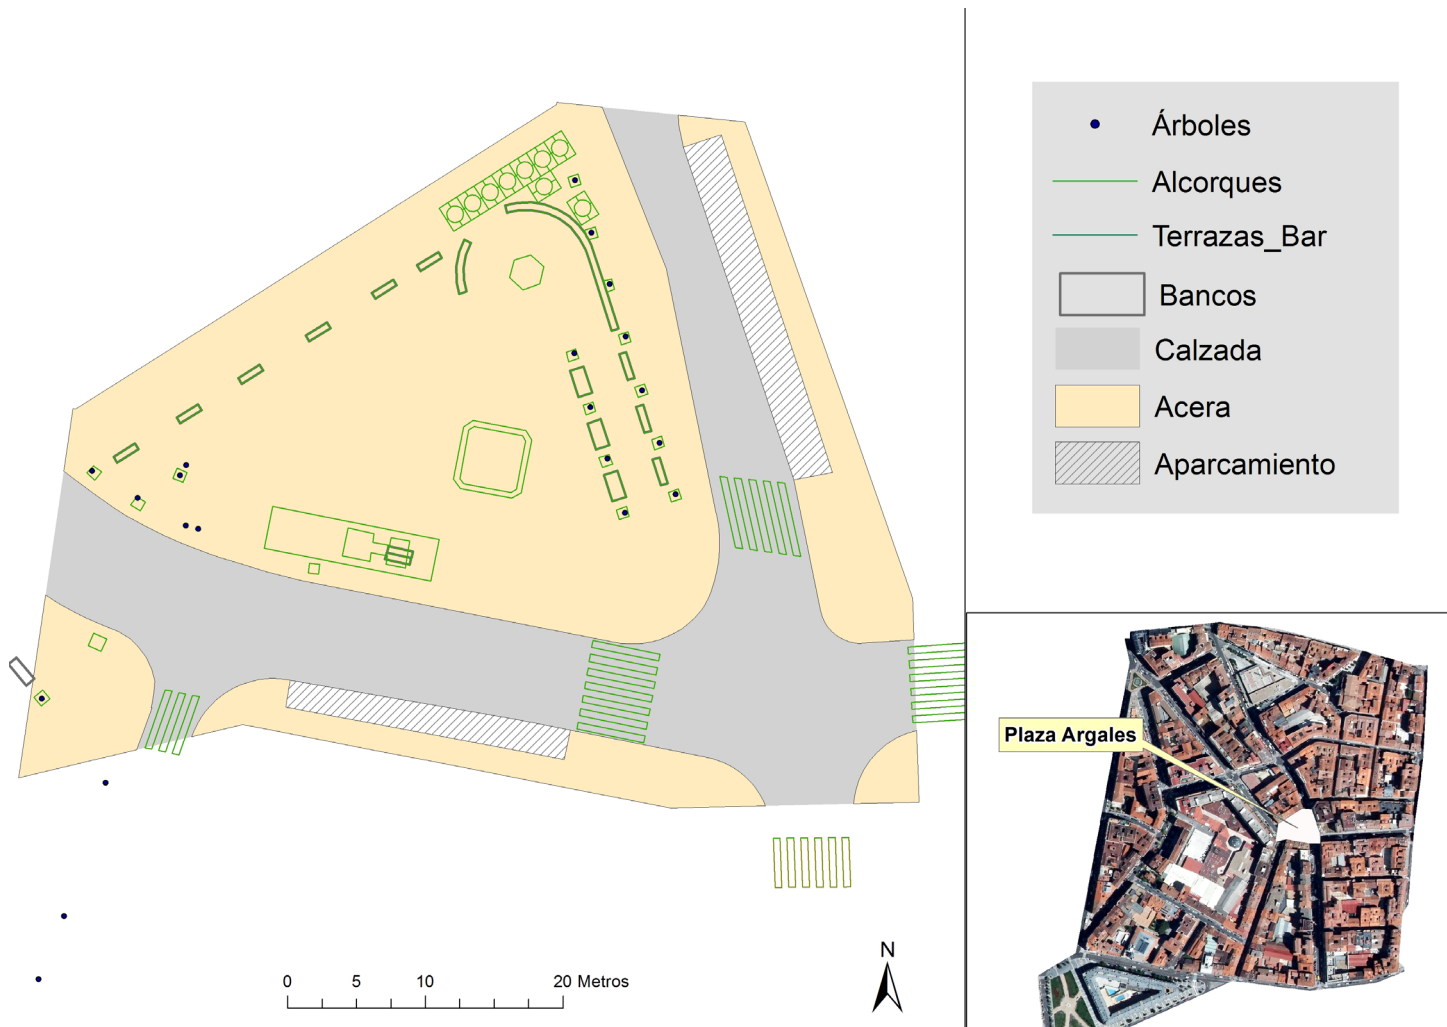 Árboles
Alcorques
Terrazas_Bar
Bancos
Calzada
Acera
Aparcamiento
Plaza Argales
N
0 5 10 20 Metros